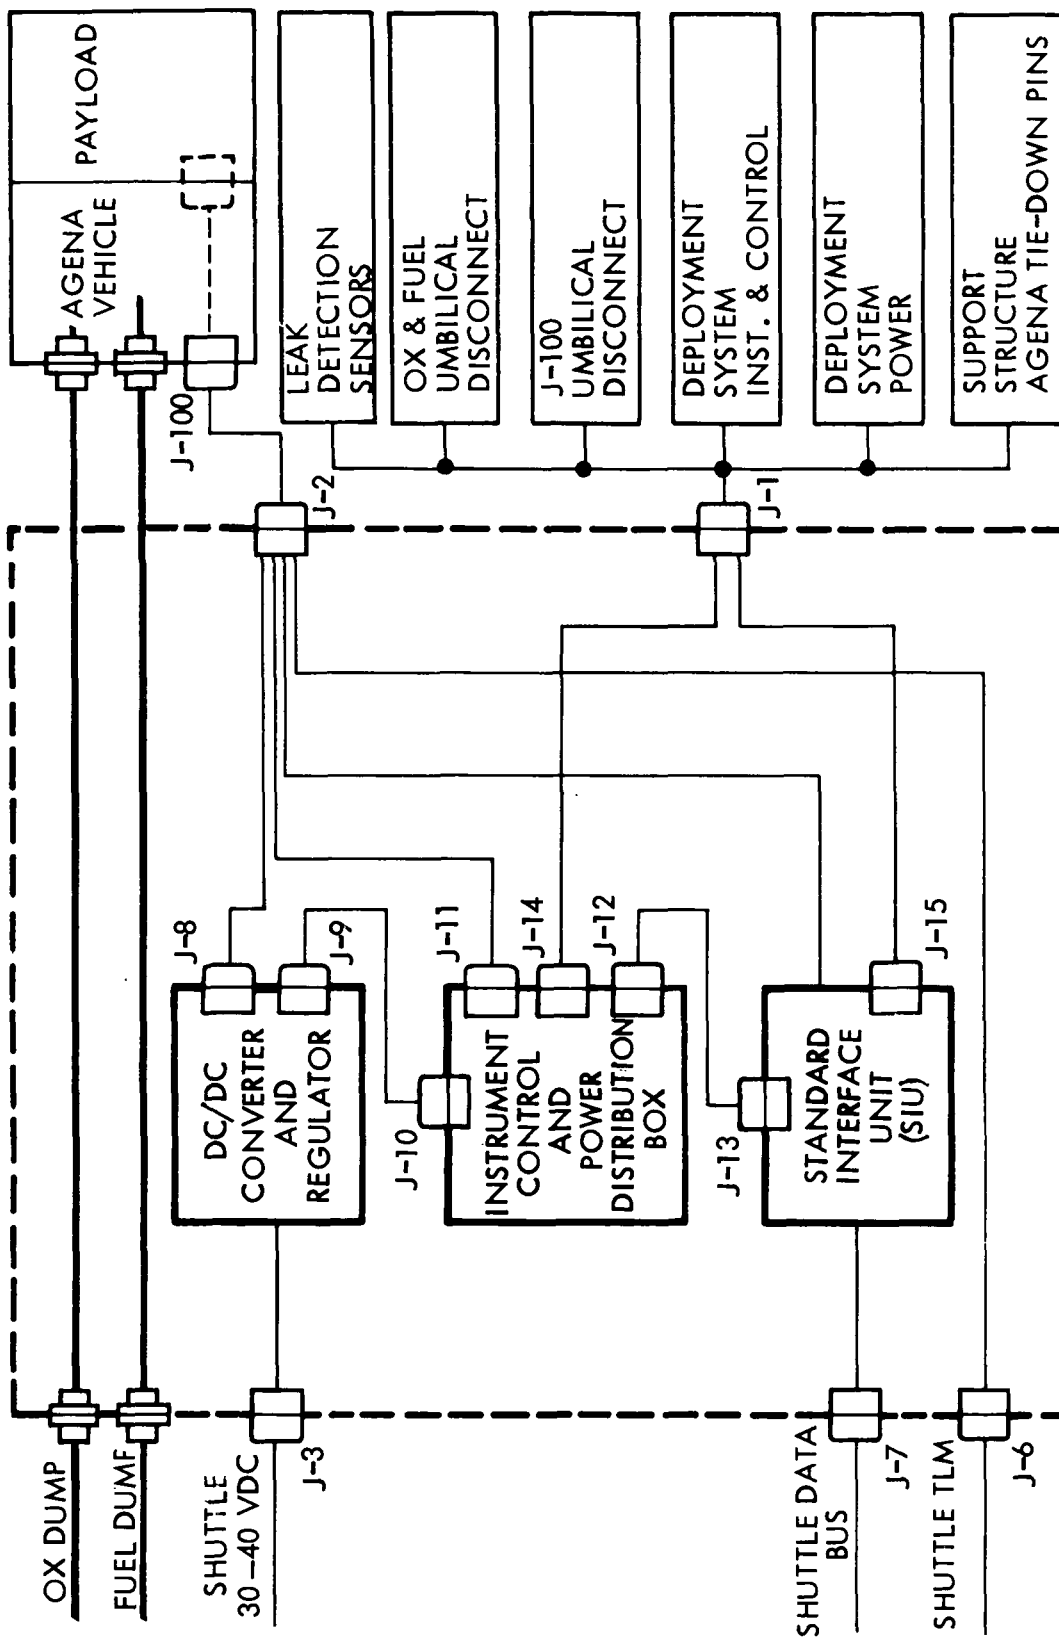 OX DUMP
FUEL DUMP
SHUTTLE
30-40 VDC
J-3
SHUTTLE DATA
BUS
J-7
SHUTTLE TLM
J-6
DC/DC
CONVERTER
AND
REGULATOR
J-8
J-9
J-10
INSTRUMENT
CONTROL
AND
POWER
DISTRIBUTION
BOX
J-11
J-14
J-12
J-13
STANDARD
INTERFACE
UNIT
(SIU)
J-15
J-2
J-1
J-100
AGENA
VEHICLE
PAYLOAD
LEAK
DETECTION
SENSORS
OX & FUEL
UMBILICAL
DISCONNECT
J-100
UMBILICAL
DISCONNECT
DEPLOYMENT
SYSTEM
INST. & CONTROL
DEPLOYMENT
SYSTEM
POWER
SUPPORT
STRUCTURE
AGENA TIE-DOWN PINS